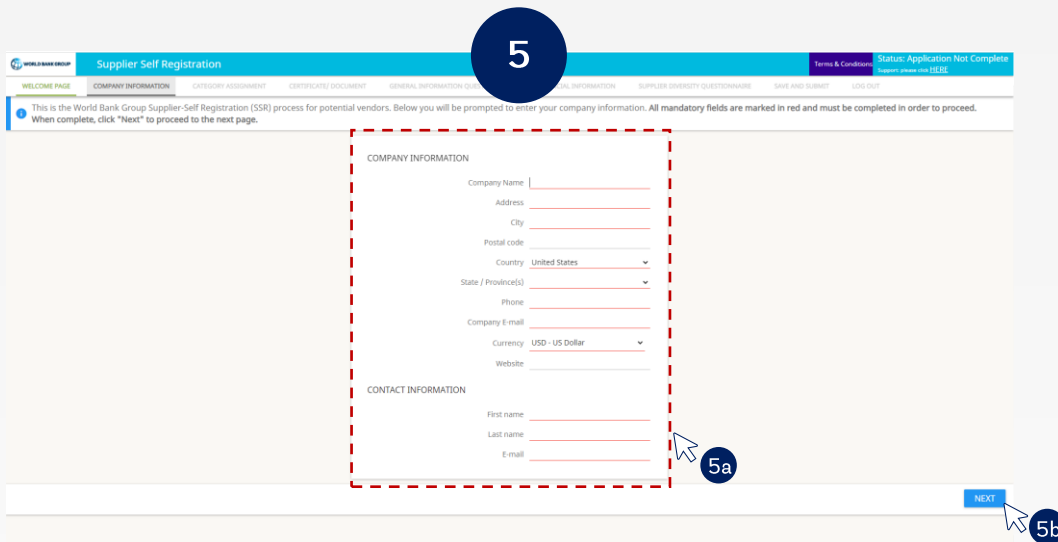 5
WORLD BANK GROUP
Supplier Self Registration
Terms & Conditions
Status: Application Not Complete
Support: please click HERE
WELCOME PAGE
COMPANY INFORMATION
CATEGORY ASSIGNMENT
CERTIFICATE/ DOCUMENT
GENERAL INFORMATION QUES
IAL INFORMATION
SUPPLIER DIVERSITY QUESTIONNAIRE
SAVE AND SUBMIT
LOG OUT
This is the World Bank Group Supplier-Self Registration (SSR) process for potential vendors. Below you will be prompted to enter your company information. All mandatory fields are marked in red and must be completed in order to proceed.
When complete, click "Next" to proceed to the next page.
COMPANY INFORMATION
Company Name
Address
City
Postal code
Country United States
State / Province(s)
Phone
Company E-mail
Currency USD - US Dollar
Website
CONTACT INFORMATION
First name
Last name
E-mail
5a
NEXT
5b